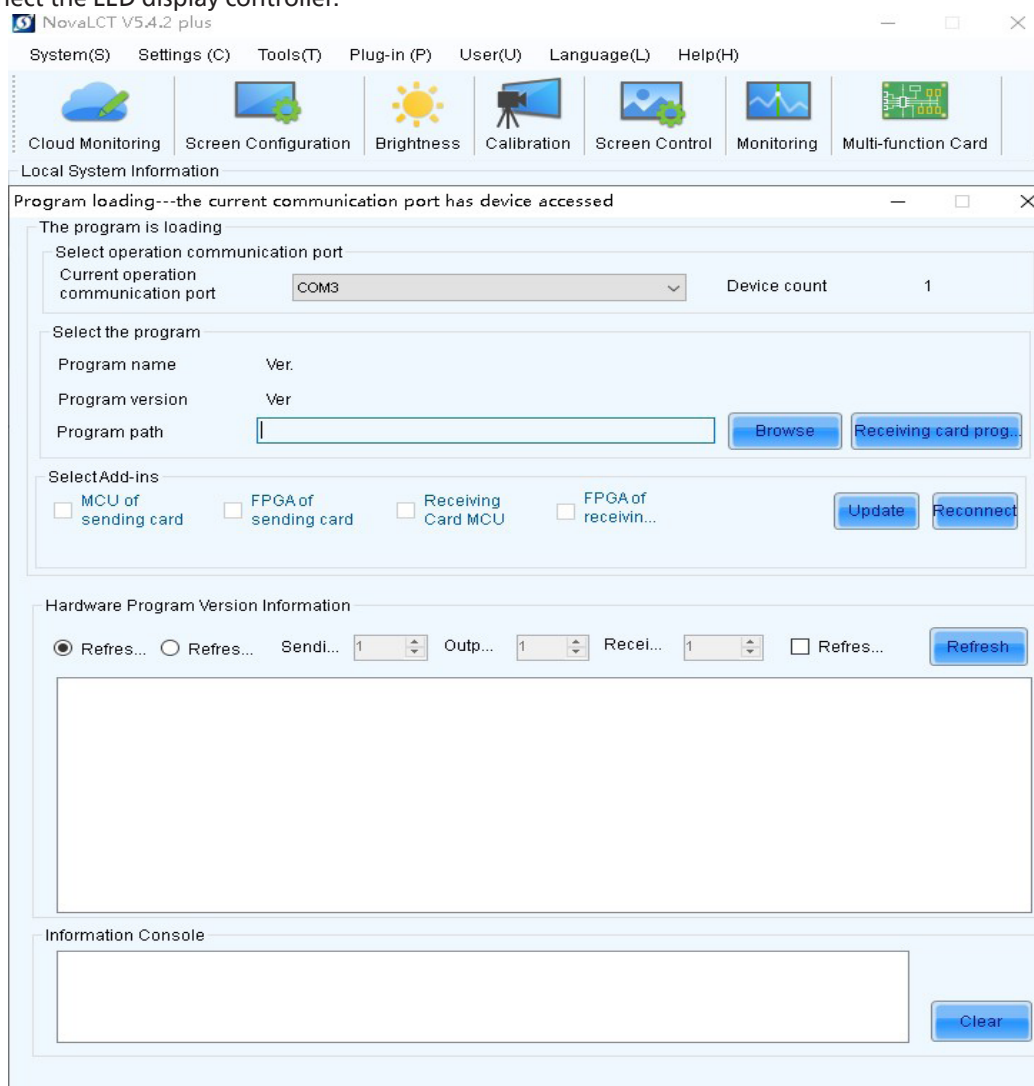 lect the LED display controller.
NovaLCT V5.4.2 plus
System(S) Settings (C) Tools(T) Plug-in (P) User(U) Language(L) Help(H)
Cloud Monitoring Screen Configuration Brightness Calibration Screen Control Monitoring Multi-function Card
Local System Information
Program loading---the current communication port has device accessed
The program is loading
Select operation communication port
Current operation
communication port COM3 Device count 1
Select the program
Program name Ver.
Program version Ver
Program path Browse Receiving card prog...
Select Add-ins
MCU of
sending card
FPGA of
sending card
Receiving
Card MCU
FPGA of
receivin...
Update Reconnect
Hardware Program Version Information
Refres... Refres... Sendi... 1 Outp... 1 Recei... 1 Refres... Refresh
Information Console
Clear